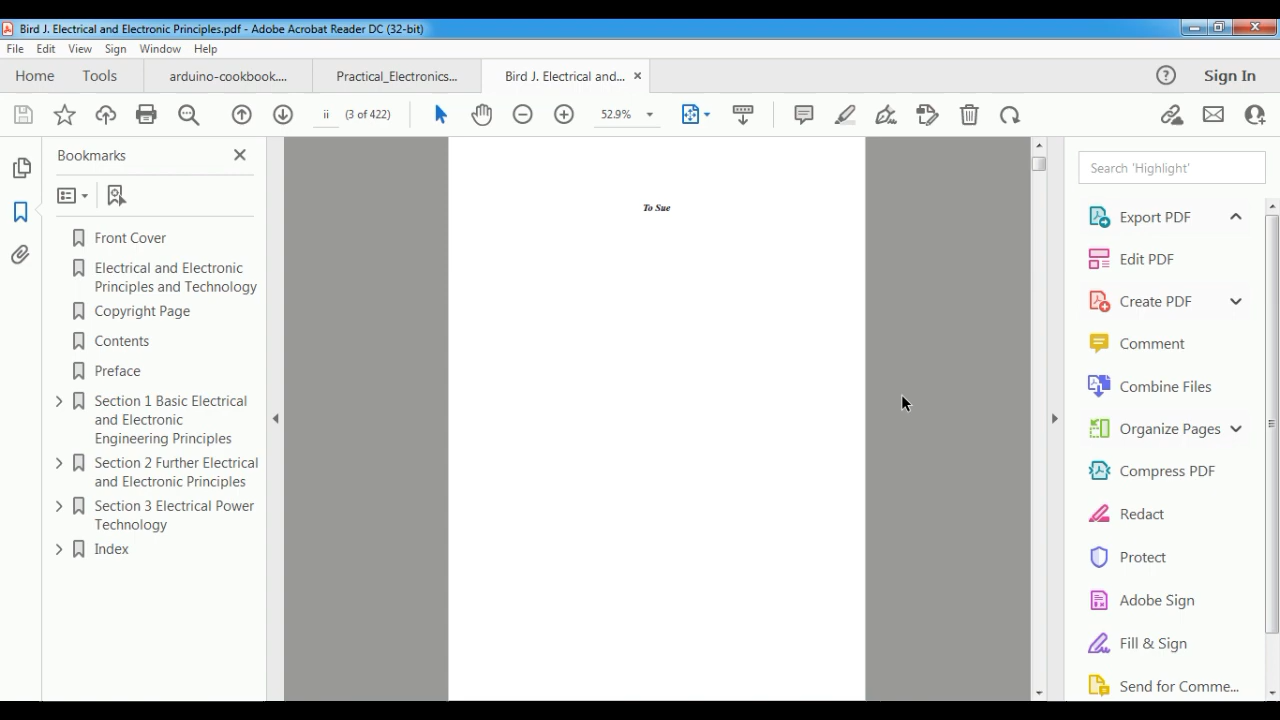 Bird J. Electrical and Electronic Principles.pdf - Adobe Acrobat Reader DC (32-bit)
File Edit View Sign Window Help
Home Tools arduino-cookbook.... Practical_Electronics... Bird J. Electrical and... Sign In
ii (3 of 422) 52.9%
Bookmarks
Front Cover
Electrical and Electronic
Principles and Technology
Copyright Page
Contents
Preface
Section 1 Basic Electrical
and Electronic
Engineering Principles
Section 2 Further Electrical
and Electronic Principles
Section 3 Electrical Power
Technology
Index
To Sue
Search 'Highlight'
Export PDF
Edit PDF
Create PDF
Comment
Combine Files
Organize Pages
Compress PDF
Redact
Protect
Adobe Sign
Fill & Sign
Send for Comme...